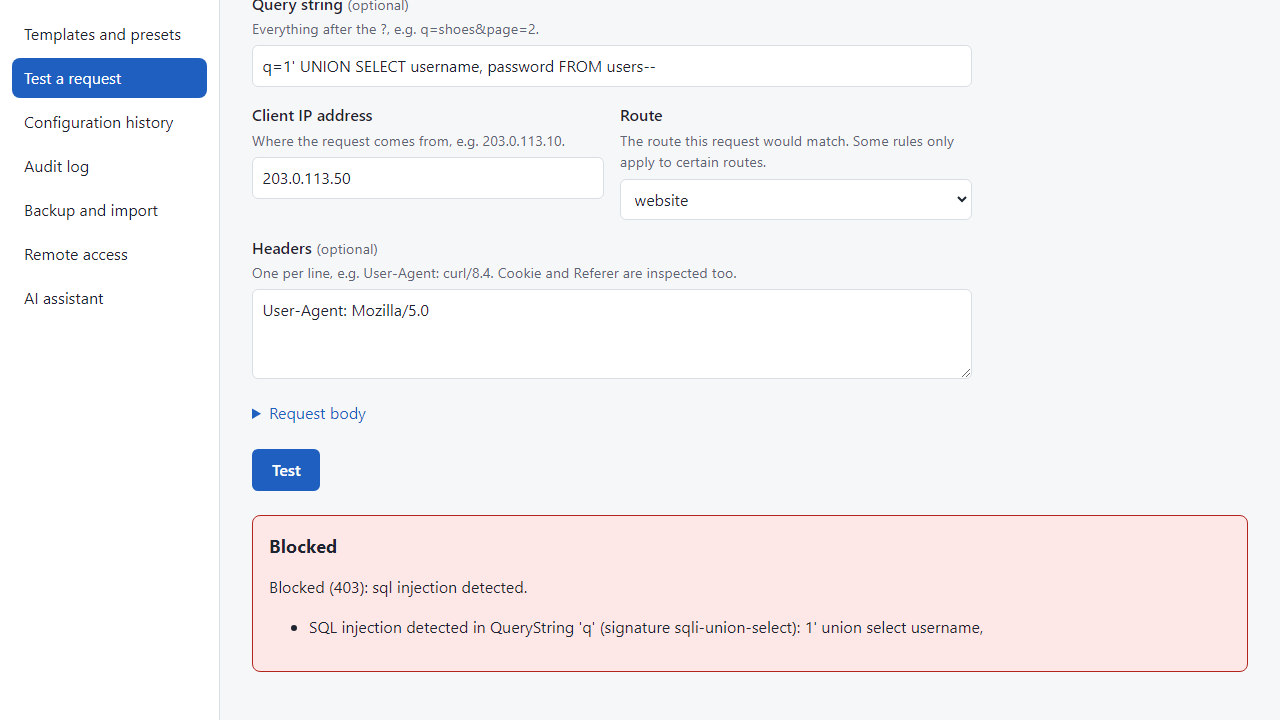 Templates and presets
Test a request
Configuration history
Audit log
Backup and import
Remote access
AI assistant
Query string (optional)
Everything after the ?, e.g. q=shoes&page=2.
q=1' UNION SELECT username, password FROM users--
Client IP address
Where the request comes from, e.g. 203.0.113.10.
203.0.113.50
Route
The route this request would match. Some rules only
apply to certain routes.
website
Headers (optional)
One per line, e.g. User-Agent: curl/8.4. Cookie and Referer are inspected too.
User-Agent: Mozilla/5.0
Request body
Test
Blocked
Blocked (403): sql injection detected.
SQL injection detected in QueryString 'q' (signature sqli-union-select): 1' union select username,